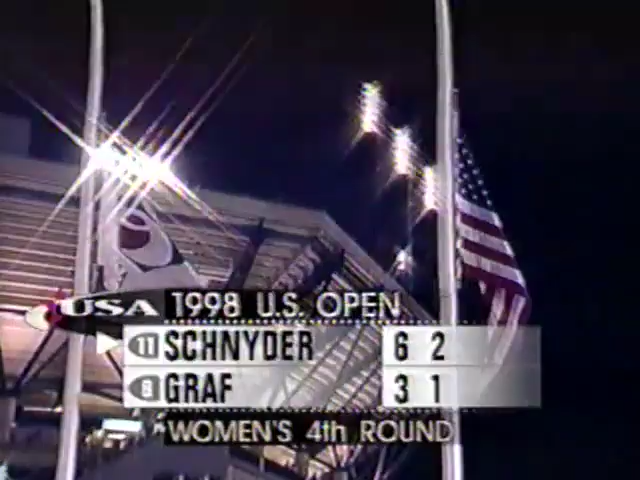 USA 1998 U.S. OPEN
11 SCHNYDER 6 2
8 GRAF 3 1
WOMEN'S 4th ROUND